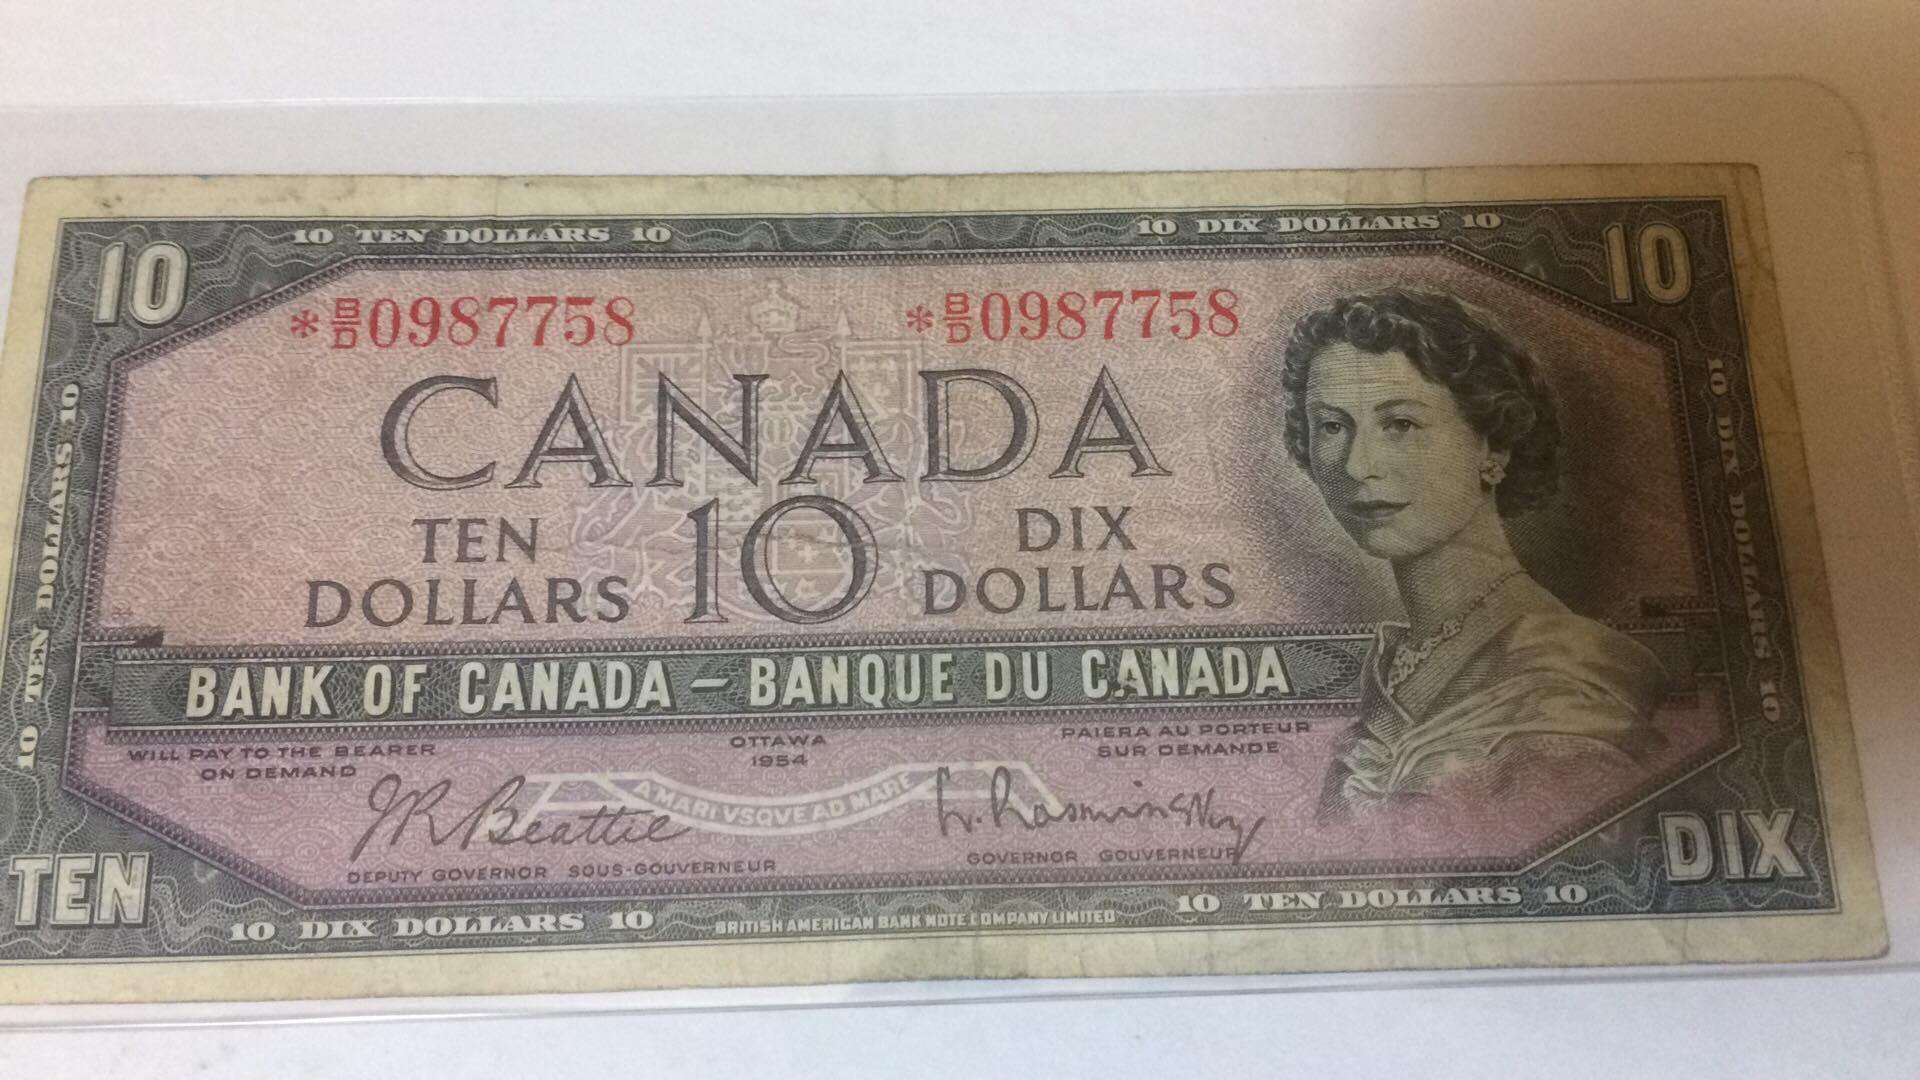 10 TEN DOLLARS 10
10 DIX DOLLARS 10
10
10
*B/D0987758
*B/D0987758
CANADA
TEN
DOLLARS
10
DIX
DOLLARS
10 TEN DOLLARS 10
10 DIX DOLLARS 10
BANK OF CANADA – BANQUE DU CANADA
WILL PAY TO THE BEARER
ON DEMAND
OTTAWA
1954
PAIERA AU PORTEUR
SUR DEMANDE
A MARI VSQVE AD MARE
JR Beattie
L. Rasminsky
DEPUTY GOVERNOR SOUS-GOUVERNEUR
GOVERNOR GOUVERNEUR
TEN
DIX
10 DIX DOLLARS 10
BRITISH AMERICAN BANK NOTE COMPANY LIMITED
10 TEN DOLLARS 10